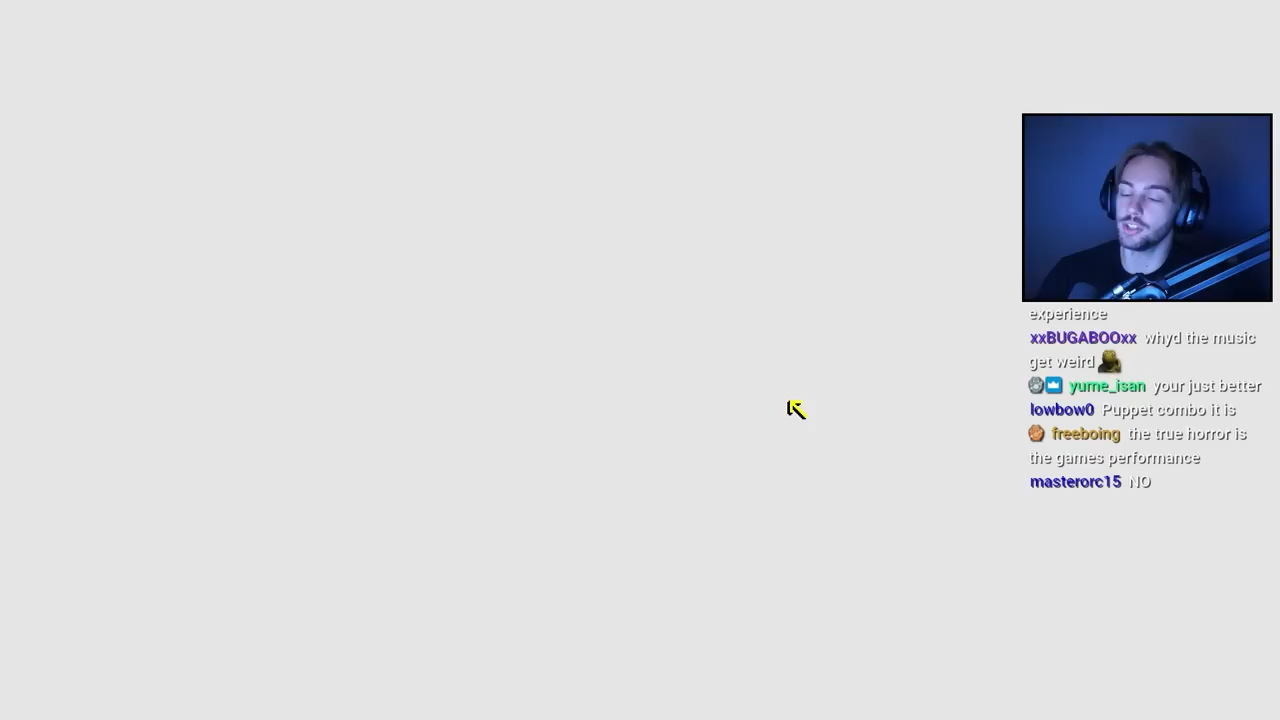 experience
xxBUGABOOxx whyd the music
get weird
yume_isan your just better
lowbow0 Puppet combo it is
freeboing the true horror is
the games performance
masterorc15 NO